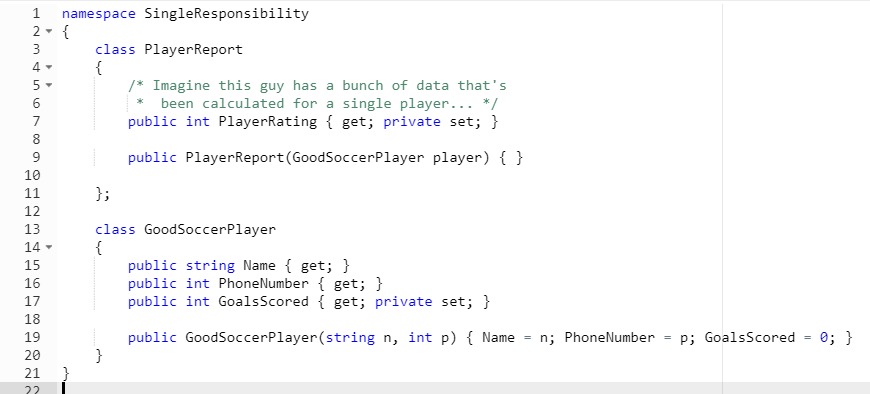 1 namespace SingleResponsibility
2 {
3 class PlayerReport
4 {
5 /* Imagine this guy has a bunch of data that's
6 *  been calculated for a single player... */
7 public int PlayerRating { get; private set; }
8
9 public PlayerReport(GoodSoccerPlayer player) { }
10
11 };
12
13 class GoodSoccerPlayer
14 {
15 public string Name { get; }
16 public int PhoneNumber { get; }
17 public int GoalsScored { get; private set; }
18
19 public GoodSoccerPlayer(string n, int p) { Name = n; PhoneNumber = p; GoalsScored = 0; }
20 }
21 }
22